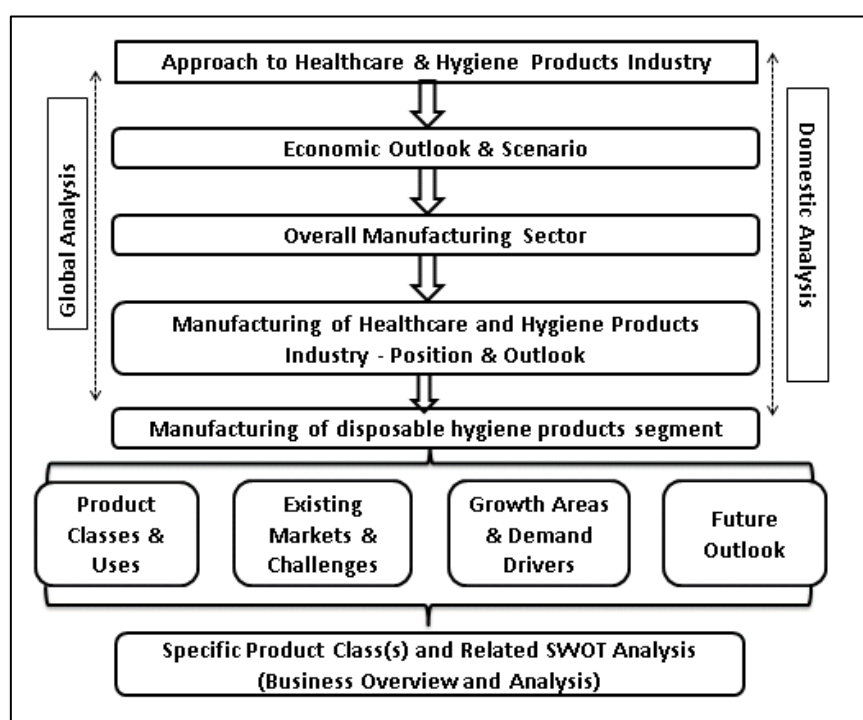 Approach to Healthcare & Hygiene Products Industry
Global Analysis
Domestic Analysis
Economic Outlook & Scenario
Overall Manufacturing Sector
Manufacturing of Healthcare and Hygiene Products
Industry - Position & Outlook
Manufacturing of disposable hygiene products segment
Product
Classes &
Uses
Existing
Markets &
Challenges
Growth Areas
& Demand
Drivers
Future
Outlook
Specific Product Class(s) and Related SWOT Analysis
(Business Overview and Analysis)